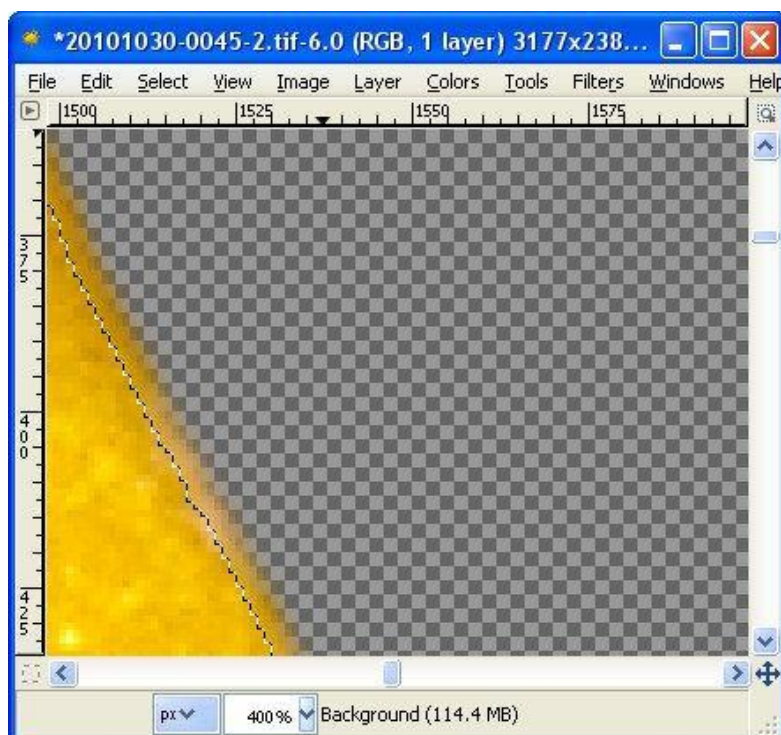 *20101030-0045-2.tif-6.0 (RGB, 1 layer) 3177x238...
File Edit Select View Image Layer Colors Tools Filters Windows Help
1500 1525 1550 1575
375
400
425
px 400% Background (114.4 MB)